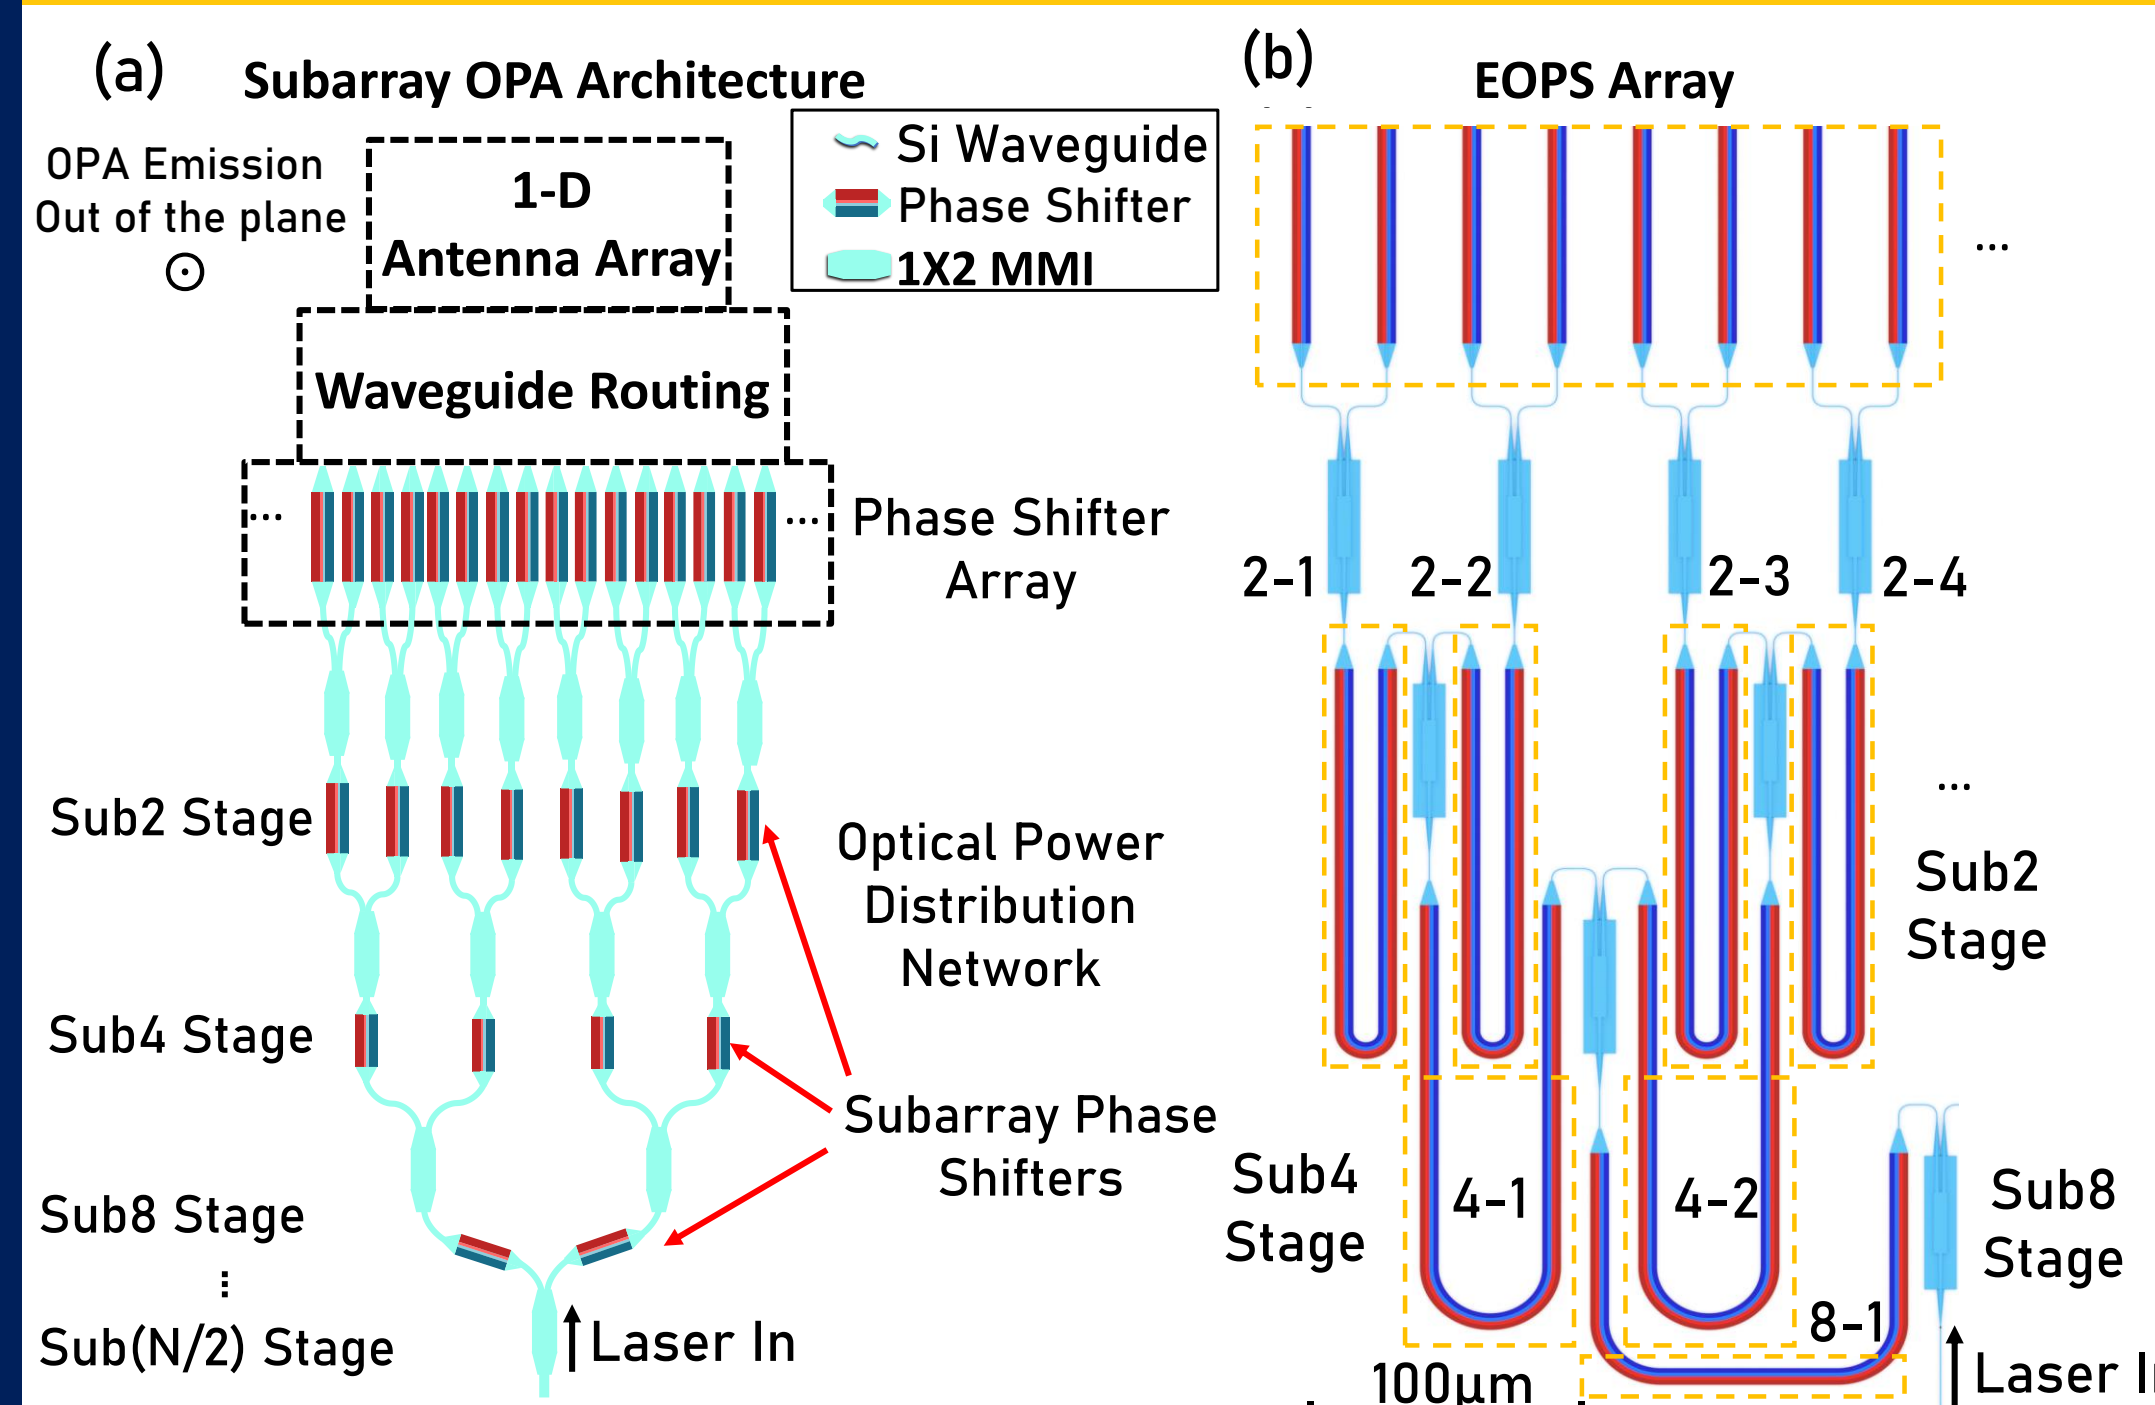 (a)
Subarray OPA Architecture
OPA Emission
Out of the plane
1-D
Antenna Array
Si Waveguide
Phase Shifter
1X2 MMI
Waveguide Routing
...
...
Phase Shifter
Array
Sub2 Stage
Optical Power
Distribution
Network
Sub4 Stage
Subarray Phase
Shifters
Sub8 Stage
...
Sub(N/2) Stage
Laser In
(b)
EOPS Array
...
2-1
2-2
2-3
2-4
...
Sub2
Stage
Sub4
Stage
4-1
4-2
Sub8
Stage
8-1
100μm
Laser In